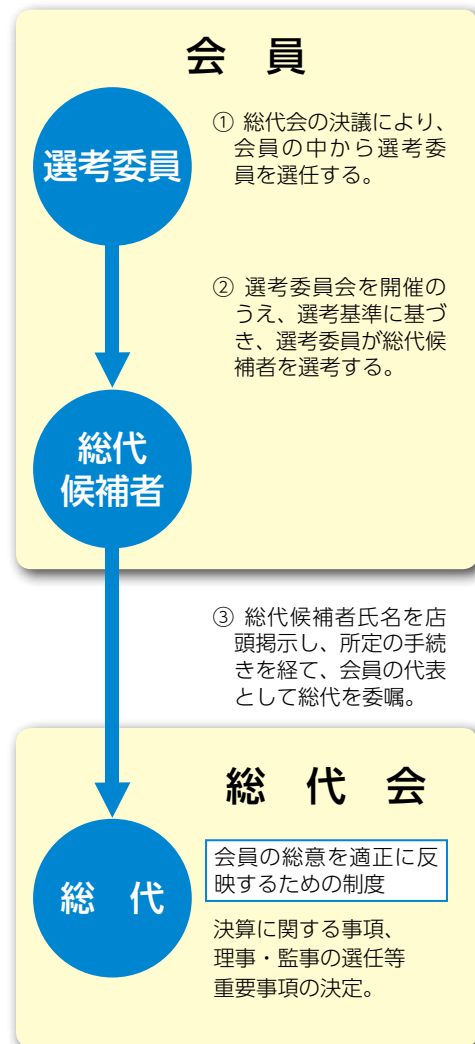 会 員
選考委員
① 総代会の決議により、
会員の中から選考委
員を選任する。
② 選考委員会を開催の
うえ、選考基準に基づ
き、選考委員が総代候
補者を選考する。
総代
候補者
③ 総代候補者氏名を店
頭掲示し、所定の手続
きを経て、会員の代表
として総代を委嘱。
総 代 会
総 代
会員の総意を適正に反
映するための制度
決算に関する事項、
理事・監事の選任等
重要事項の決定。